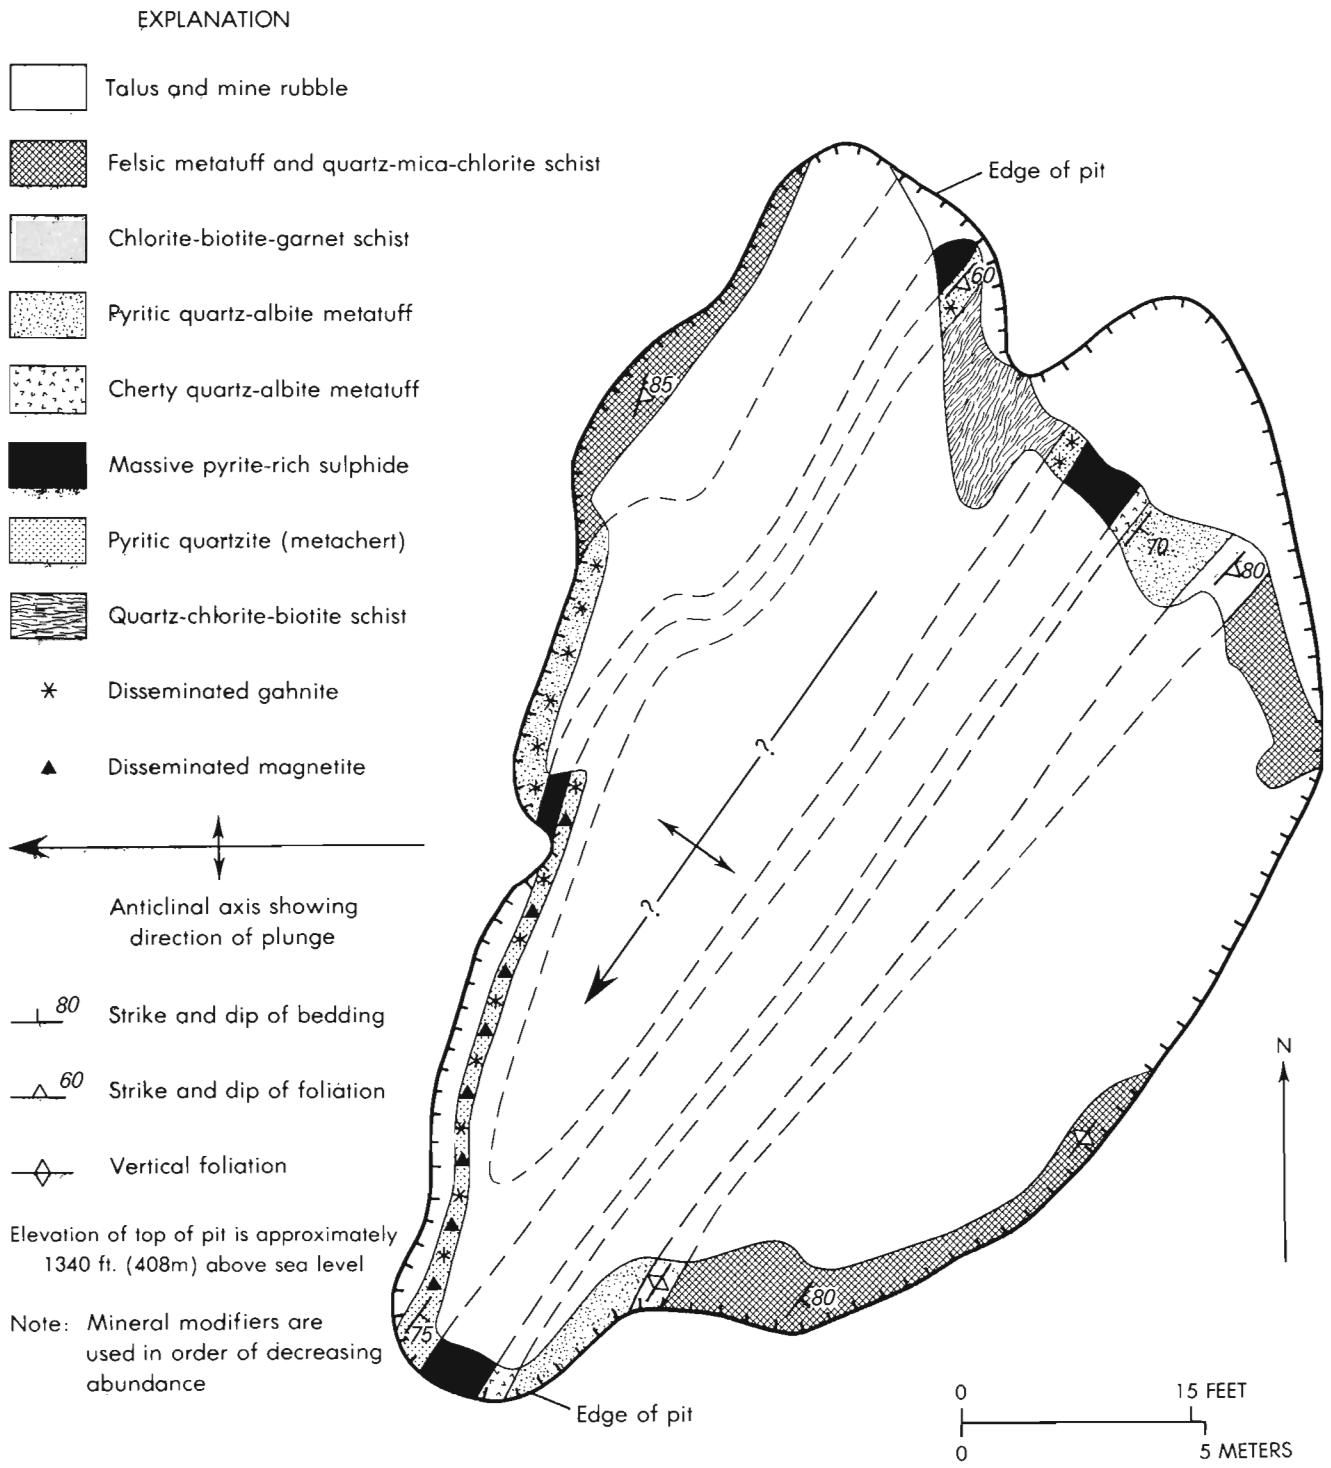 EXPLANATION
Talus and mine rubble
Felsic metatuff and quartz-mica-chlorite schist
Chlorite-biotite-garnet schist
Pyritic quartz-albite metatuff
Cherty quartz-albite metatuff
Massive pyrite-rich sulphide
Pyritic quartzite (metachert)
Quartz-chlorite-biotite schist
Disseminated gahnite
Disseminated magnetite
Anticlinal axis showing
direction of plunge
80 Strike and dip of bedding
60 Strike and dip of foliation
Vertical foliation
Elevation of top of pit is approximately
1340 ft. (408m) above sea level
Note: Mineral modifiers are
used in order of decreasing
abundance
Edge of pit
60
85
70
80
?
?
N
75
80
Edge of pit
0 15 FEET
0 5 METERS